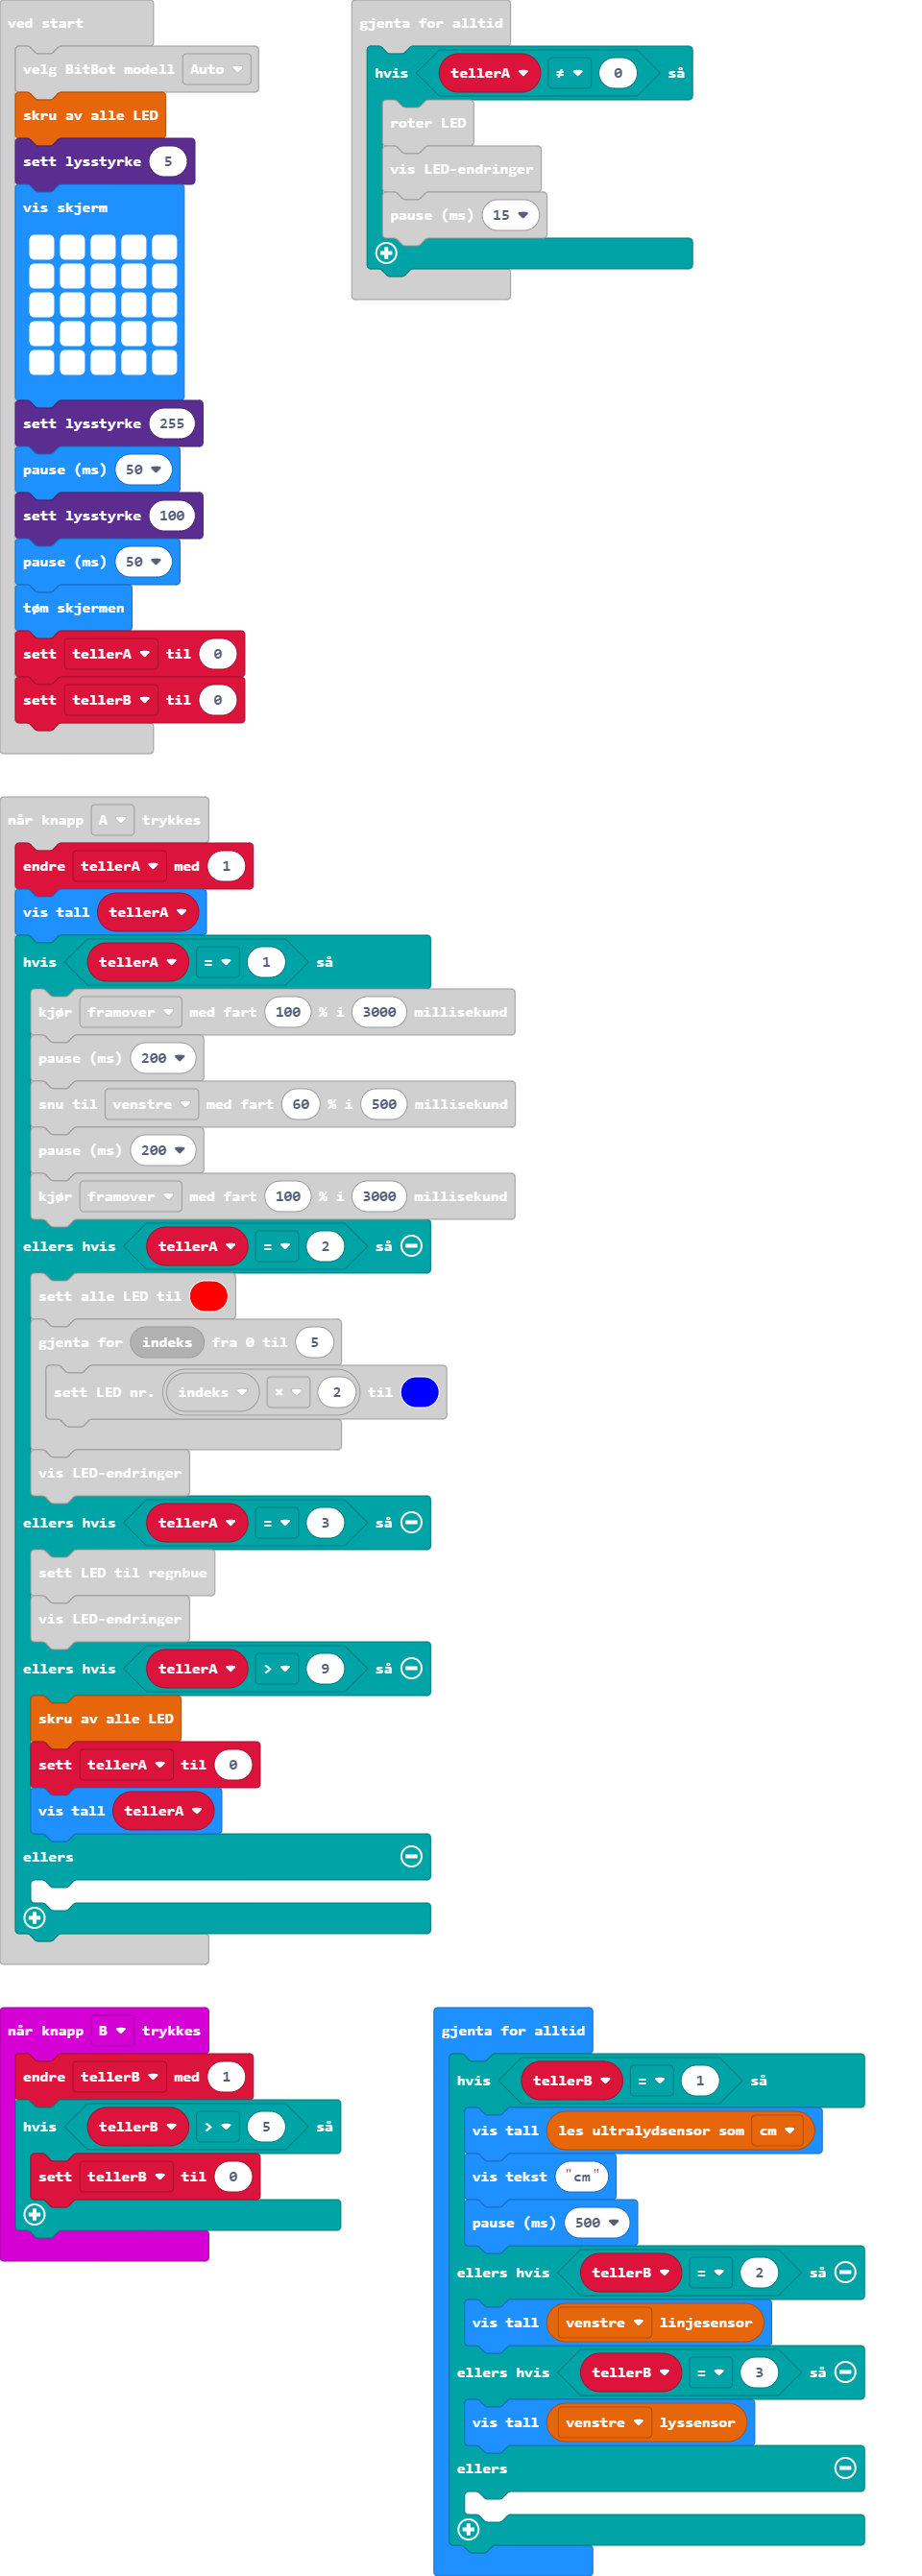 ved start
velg BitBot modell Auto
skru av alle LED
sett lysstyrke 5
vis skjerm
sett lysstyrke 255
pause (ms) 50
sett lysstyrke 100
pause (ms) 50
tøm skjermen
sett tellerA til 0
sett tellerB til 0
gjenta for alltid
hvis tellerA ≠ 0 så
roter LED
vis LED-endringer
pause (ms) 15
når knapp A trykkes
endre tellerA med 1
vis tall tellerA
hvis tellerA = 1 så
kjør framover med fart 100 % i 3000 millisekund
pause (ms) 200
snu til venstre med fart 60 % i 500 millisekund
pause (ms) 200
kjør framover med fart 100 % i 3000 millisekund
ellers hvis tellerA = 2 så
sett alle LED til
gjenta for indeks fra 0 til 5
sett LED nr. indeks × 2 til
vis LED-endringer
ellers hvis tellerA = 3 så
sett LED til regnbue
vis LED-endringer
ellers hvis tellerA > 9 så
skru av alle LED
sett tellerA til 0
vis tall tellerA
ellers
når knapp B trykkes
endre tellerB med 1
hvis tellerB > 5 så
sett tellerB til 0
gjenta for alltid
hvis tellerB = 1 så
vis tall les ultralydsensor som cm
vis tekst "cm"
pause (ms) 500
ellers hvis tellerB = 2 så
vis tall venstre linjesensor
ellers hvis tellerB = 3 så
vis tall venstre lyssensor
ellers